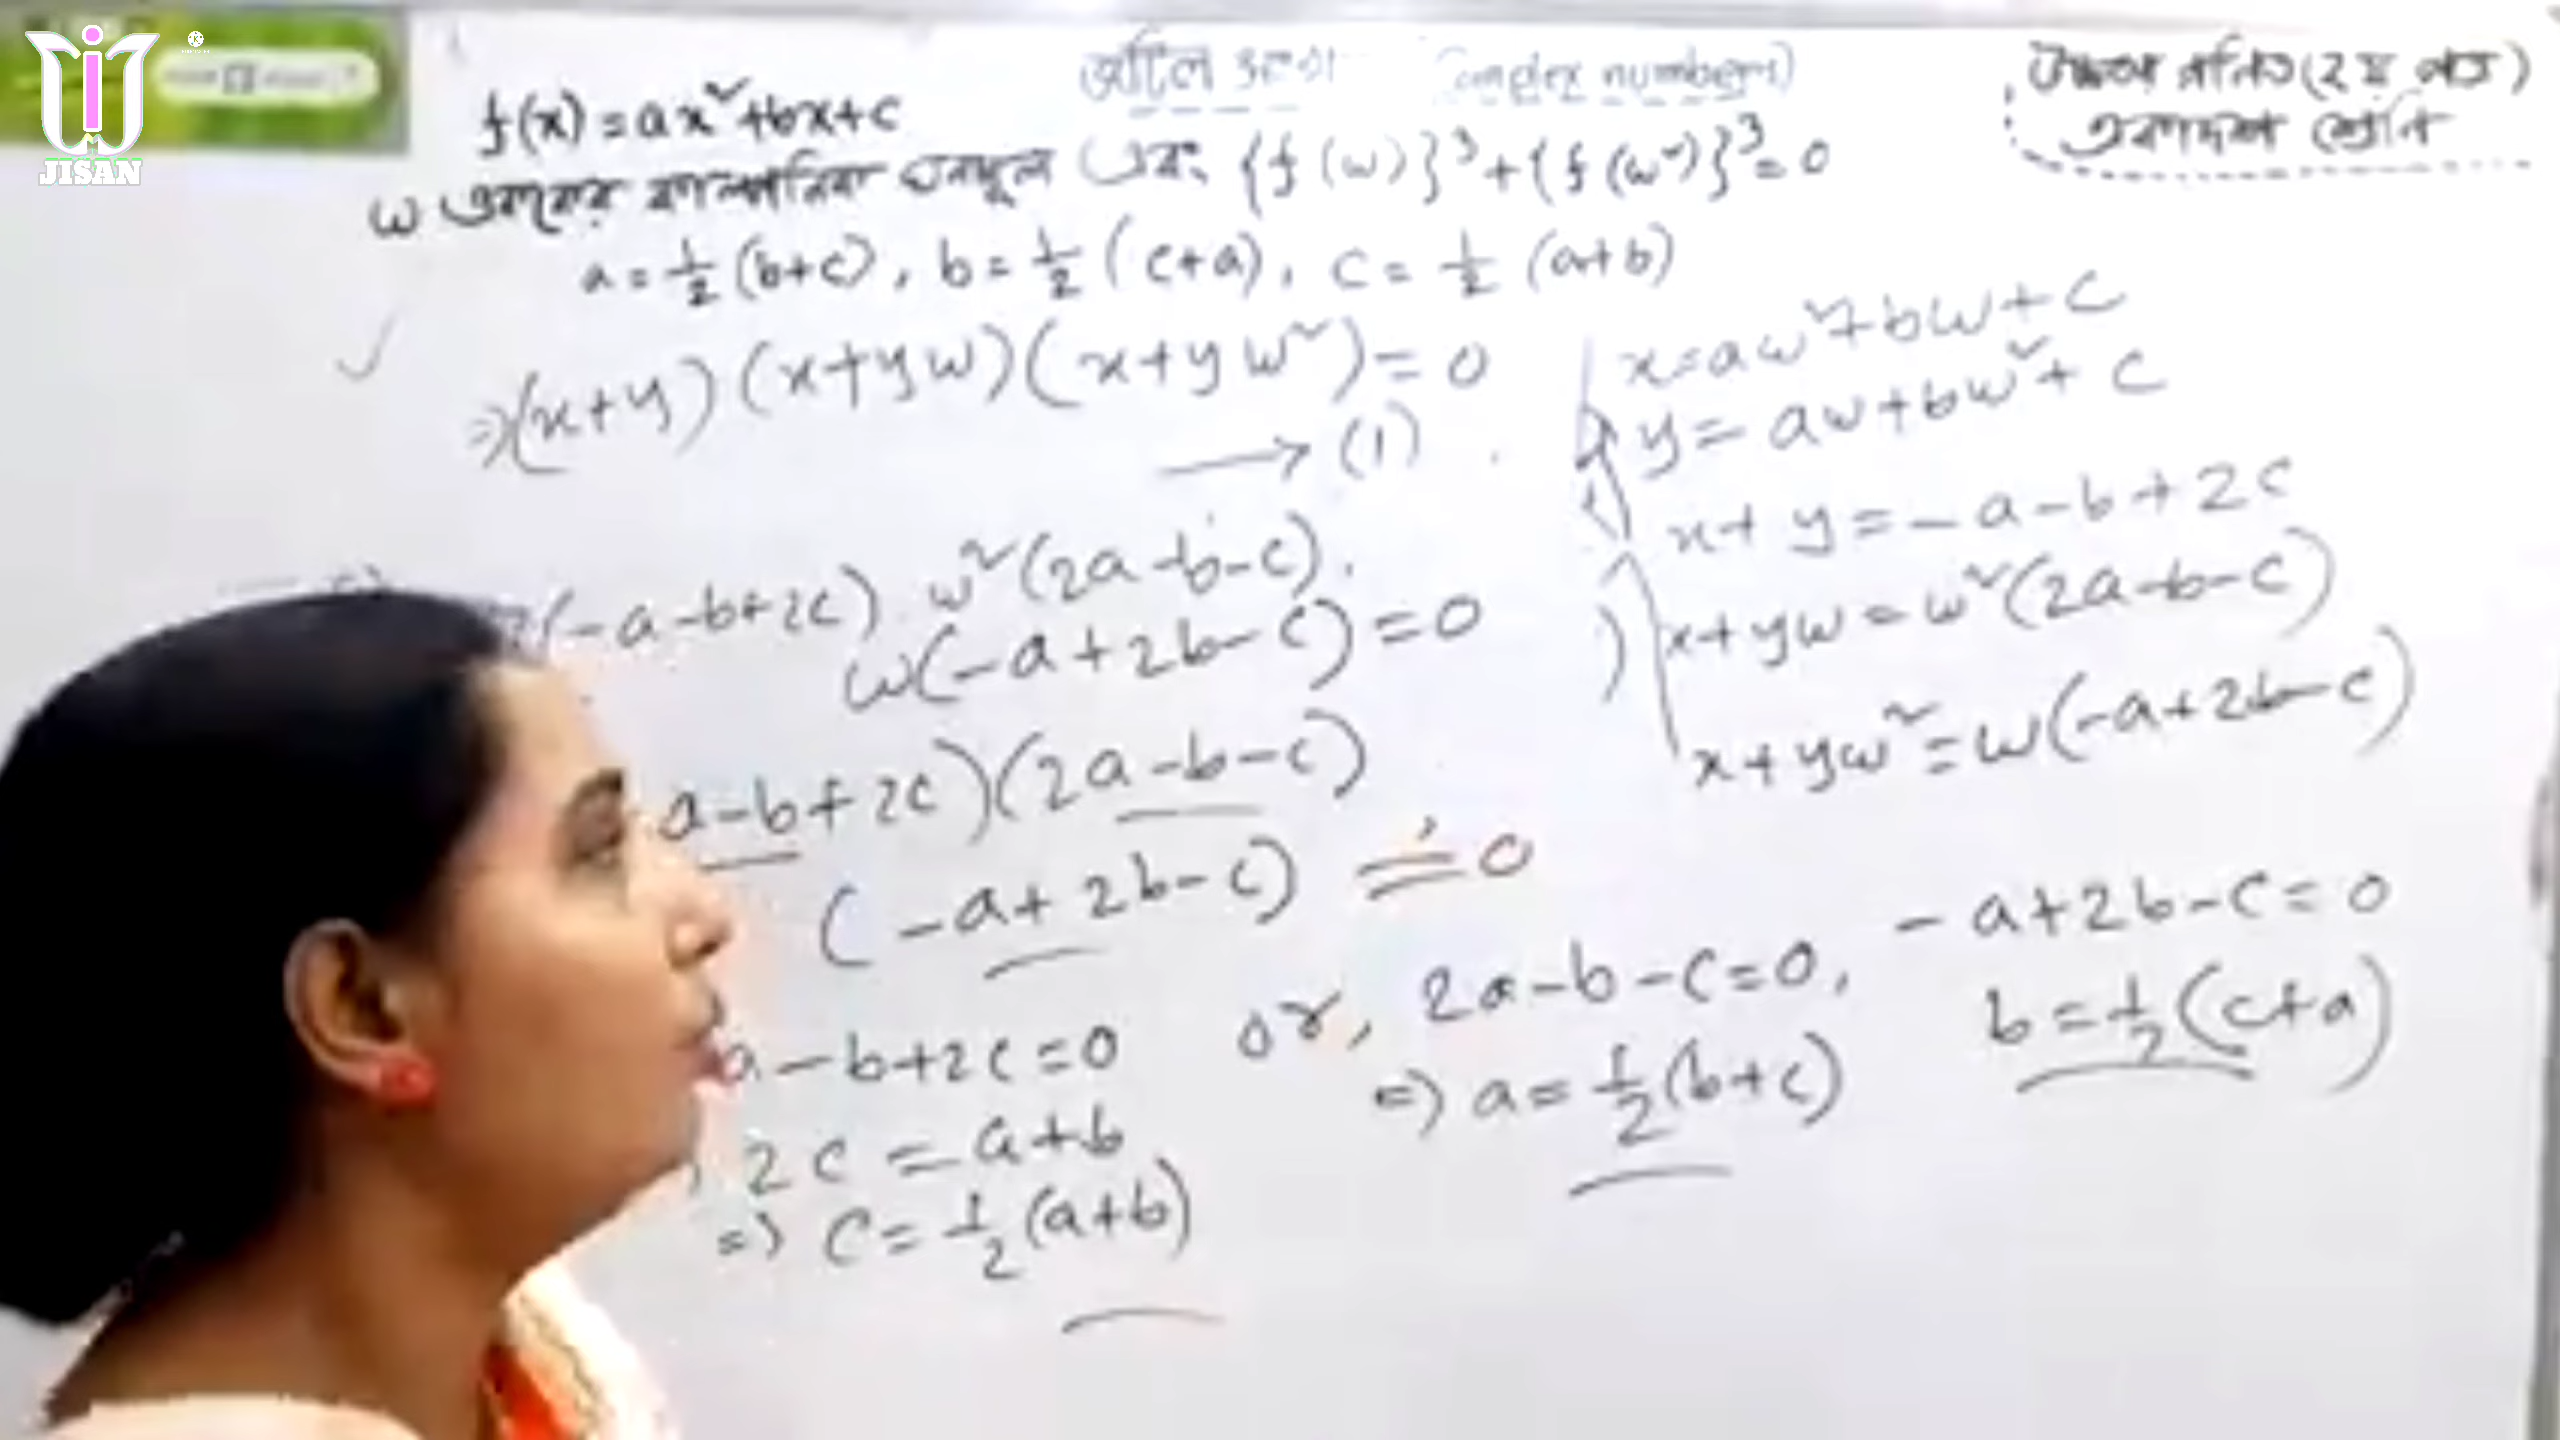 JISAN
জটিল সংখ্যা (Complex numbers)
উচ্চতর গনিত (২য় পত্র)
একাদশ শ্রেনি
f(x) = ax²+bx+c
ω এককের কাল্পনিক ঘনমূল এবং {f(ω)}³+{f(ω²)}³=0
a = 1/2 (b+c), b = 1/2 (c+a), c = 1/2 (a+b)
⇒(x+y)(x+yω)(x+yω²)=0
→ (1)
(-a-b+2c) ω²(2a-b-c).
ω(-a+2b-c)=0
a-b+2c)(2a-b-c)
(-a+2b-c) = 0
a-b+2c=0
2c = a+b
⇒ c = 1/2 (a+b)
or, 2a-b-c=0,
⇒ a = 1/2 (b+c)
-a+2b-c=0
b = 1/2 (c+a)
x=aω²+bω+c
y=aω+bω²+c
x+y=-a-b+2c
x+yω=ω²(2a-b-c)
x+yω²=ω(-a+2b-c)